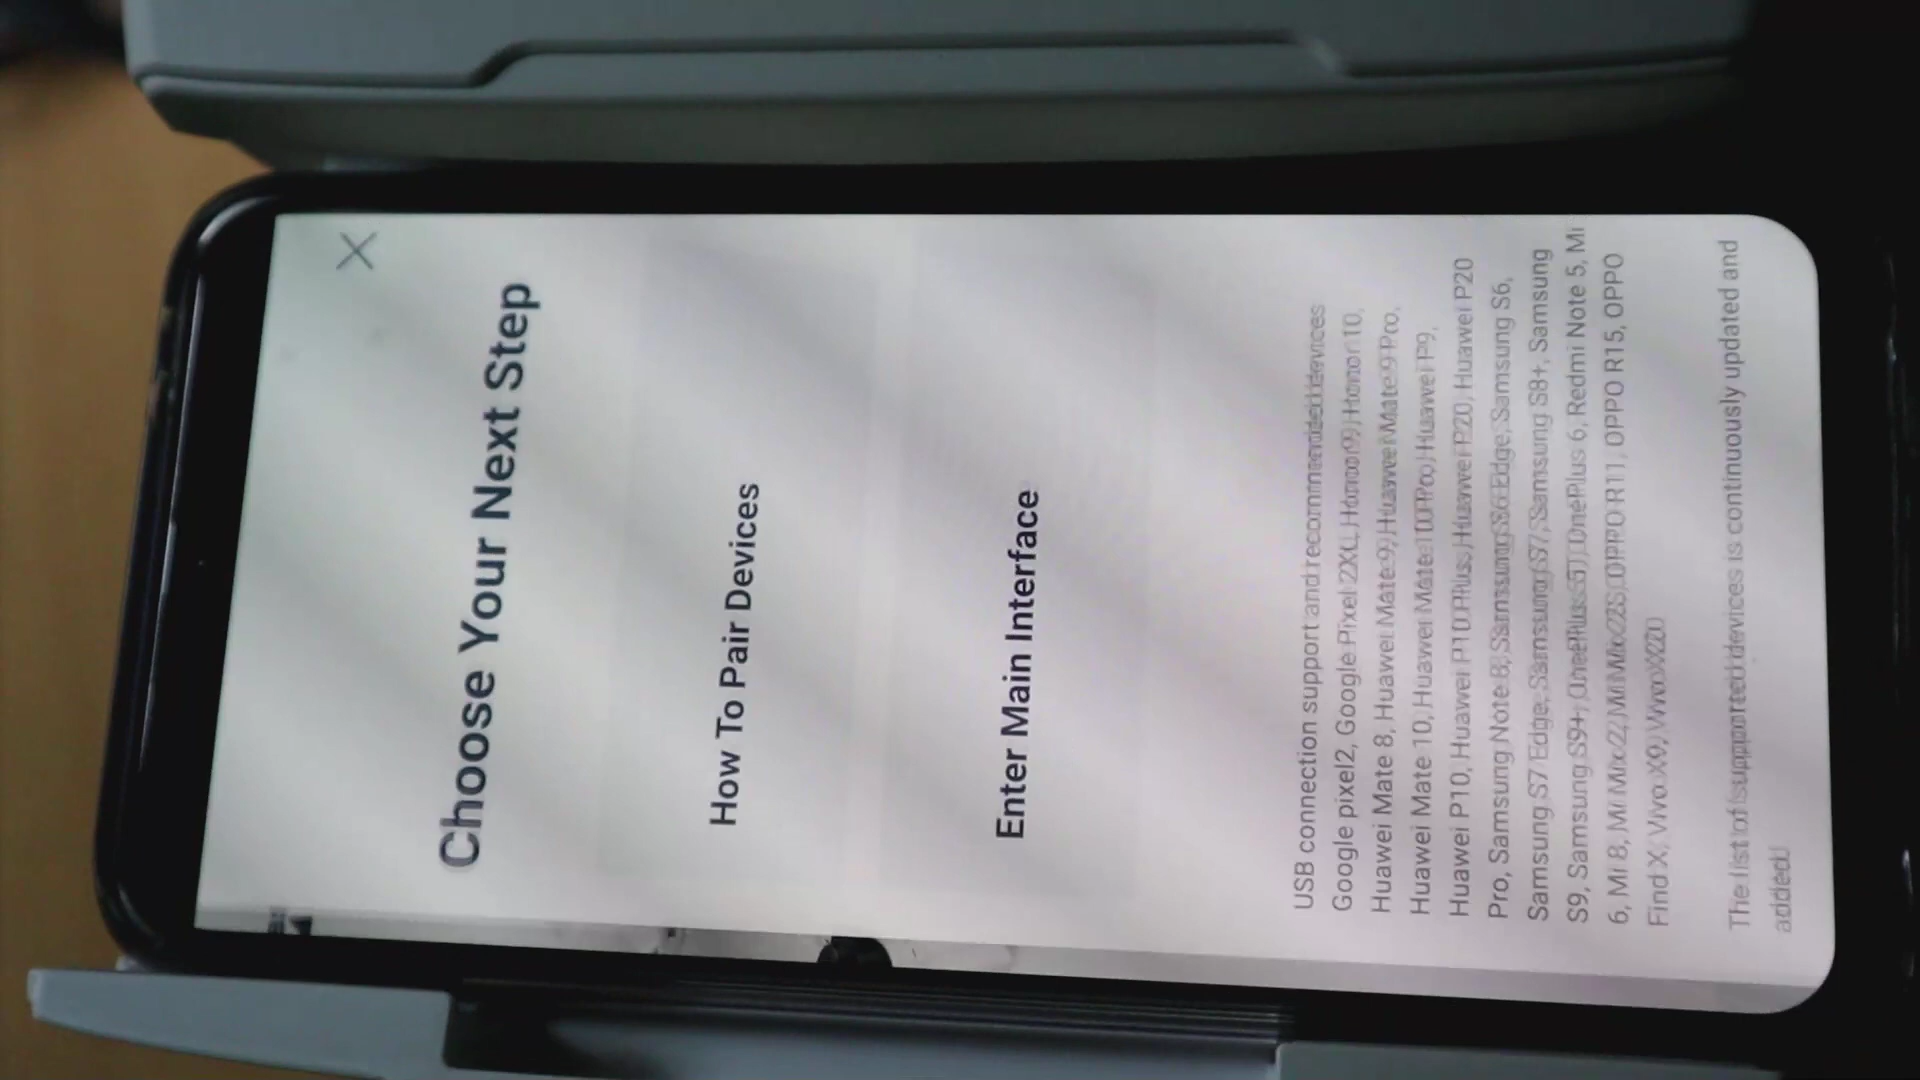 Choose Your Next Step
How To Pair Devices
Enter Main Interface
USB connection support and recommended devices
Google pixel2, Google Pixel 2XL, Honor 9, Honor 10,
Huawei Mate 8, Huawei Mate 9, Huawei Mate 9 Pro,
Huawei Mate 10, Huawei Mate 10 Pro, Huawei P9,
Huawei P10, Huawei P10 Plus, Huawei P20, Huawei P20
Pro, Samsung Note 8, Samsung S6 Edge, Samsung S6,
Samsung S7 Edge, Samsung S7, Samsung S8+, Samsung
S9, Samsung S9+, OnePlus 5T, OnePlus 6, Redmi Note 5, Mi
6, Mi 8, Mi Mix 2, Mi Mix 2S, OPPO R11, OPPO R15, OPPO
Find X, Vivo X9, Vivo X20
The list of supported devices is continuously updated and
added